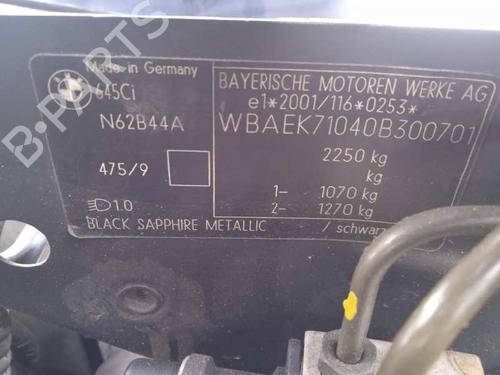 B-PARTS
Made in Germany
645Ci
N62B44A
475/9
1.0
BLACK SAPPHIRE METALLIC
BAYERISCHE MOTOREN WERKE AG
e1*2001/116*0253*
WBAEK71040B300701
2250 kg
kg
1- 1070 kg
2- 1270 kg
/ schwarz